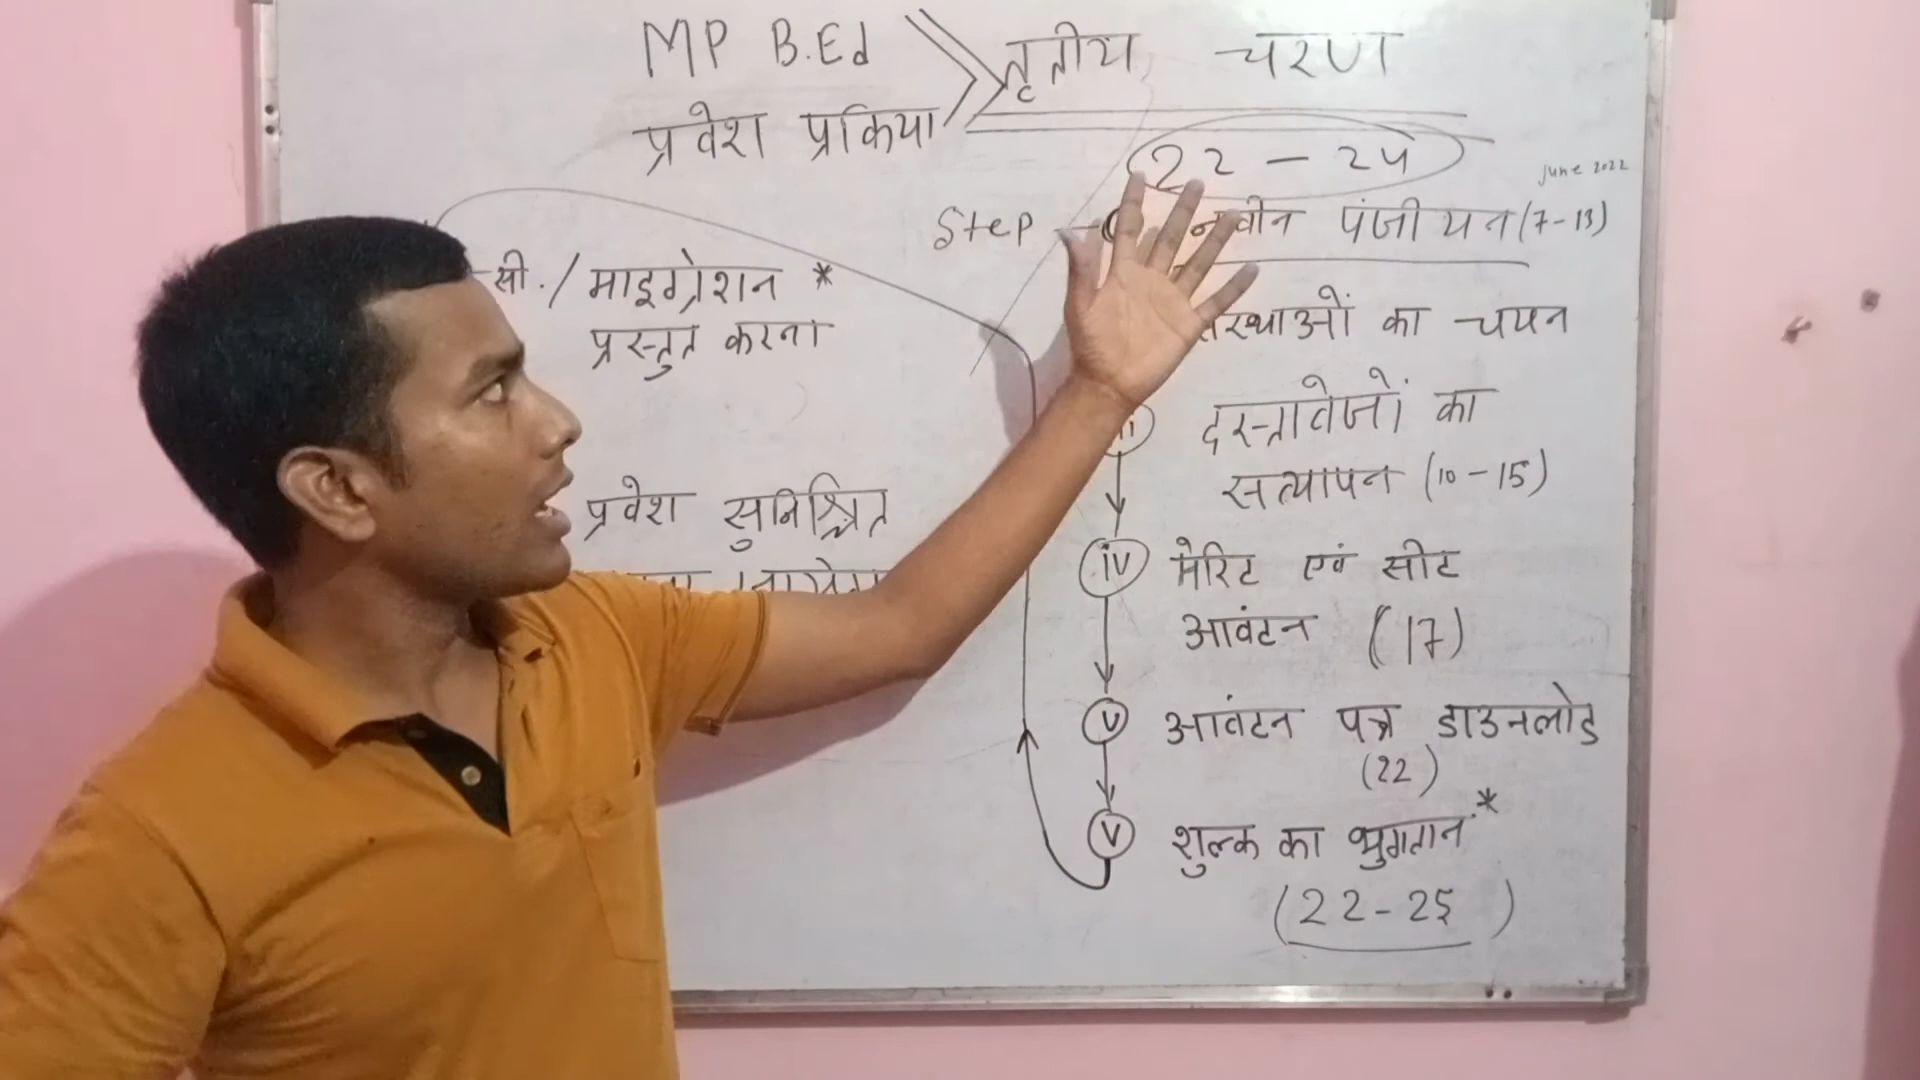 MP B.Ed
प्रवेश प्रकिया
तृतीय चरण
22 - 24
june 2022
Step नवीन पंजीयन (7-13)
संस्थाओं का चयन
दस्तावेजों का
सत्यापन (10-15)
iv मेरिट एवं सीट
आवंटन (17)
v आवंटन पत्र डाउनलोड
(22)
v शुल्क का भुगतान *
(22-25)
सी. / माइग्रेशन *
प्रस्तुत करना
प्रवेश सुनिश्चित